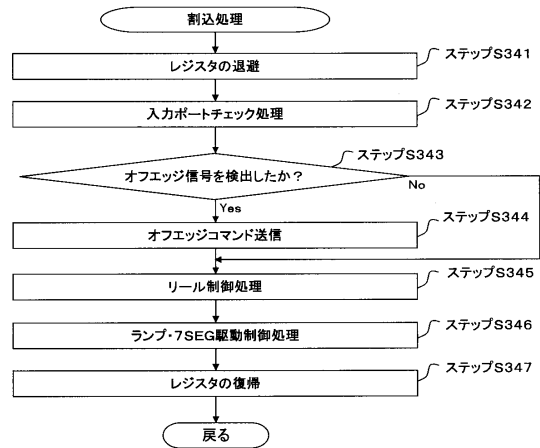 割込処理
レジスタの退避
ステップS341
入力ポートチェック処理
ステップS342
オフエッジ信号を検出したか？
ステップS343
No
Yes
オフエッジコマンド送信
ステップS344
リール制御処理
ステップS345
ランプ・7SEG駆動制御処理
ステップS346
レジスタの復帰
ステップS347
戻る